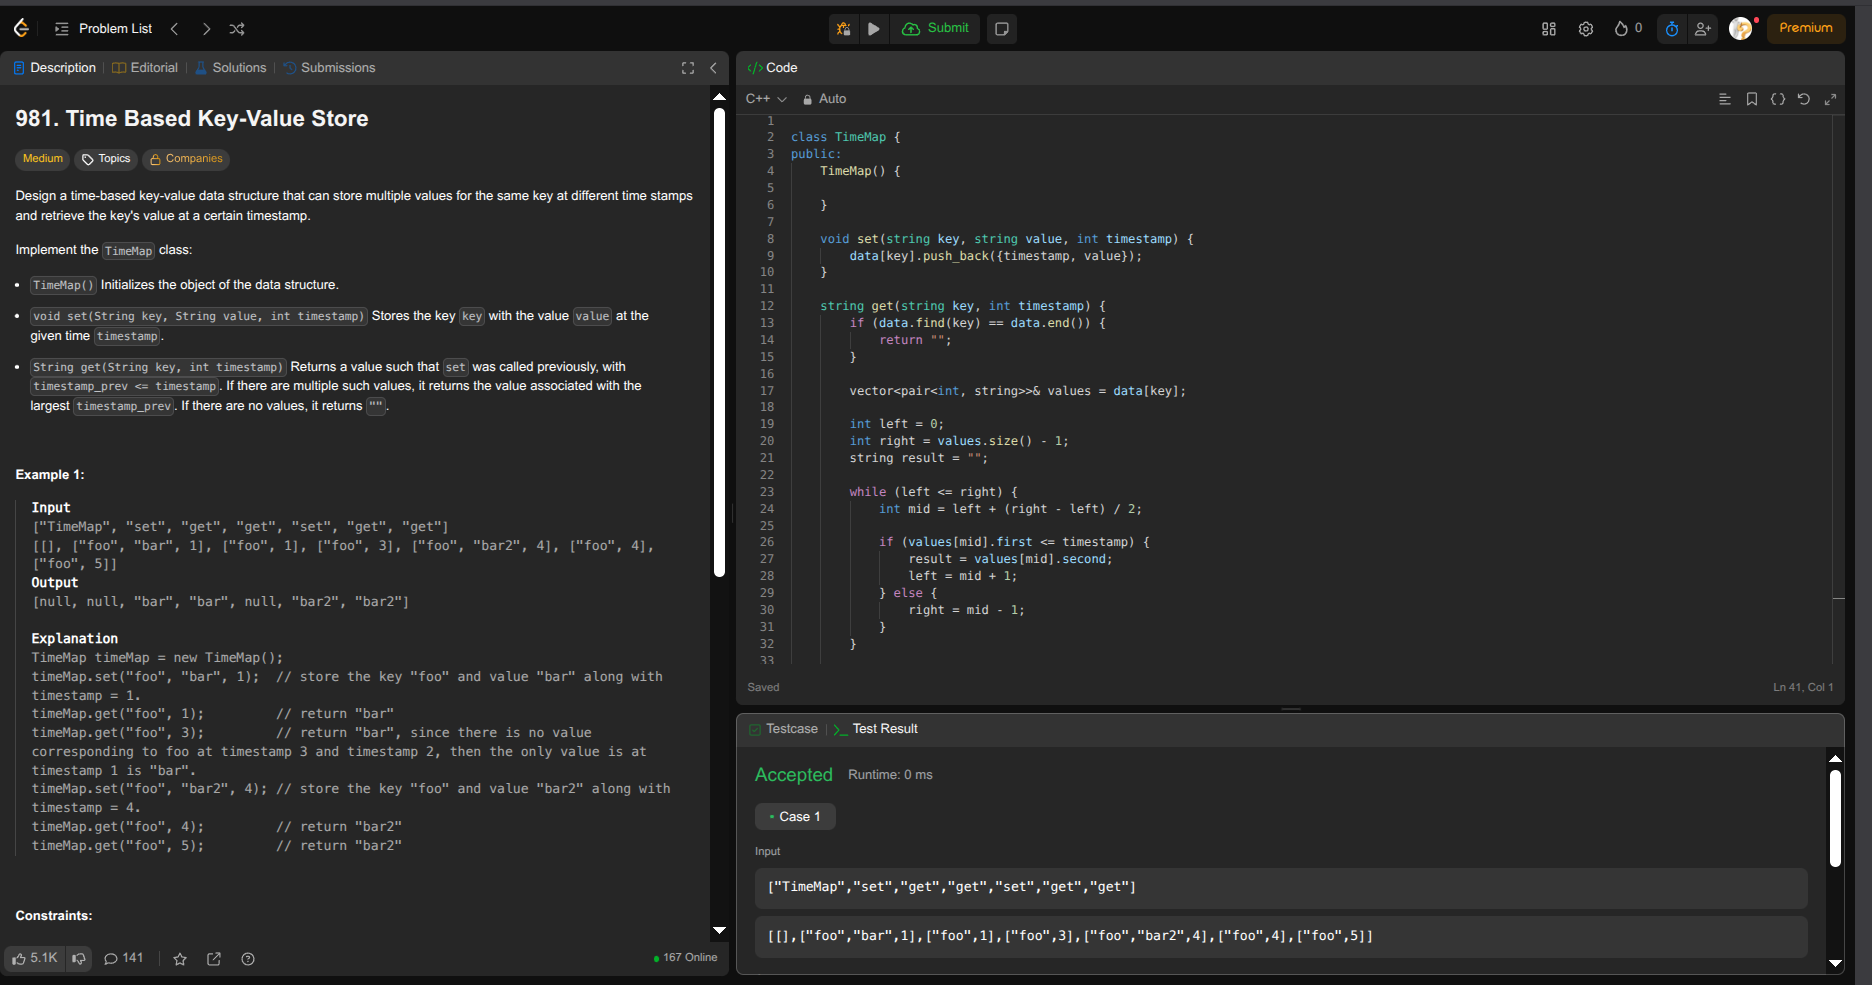 Problem List
Submit
0
Premium
Description
Editorial
Solutions
Submissions
981. Time Based Key-Value Store
Medium
Topics
Companies
Design a time-based key-value data structure that can store multiple values for the same key at different time stamps
and retrieve the key's value at a certain timestamp.
Implement the TimeMap class:
• TimeMap() Initializes the object of the data structure.
• void set(String key, String value, int timestamp) Stores the key key with the value value at the
given time timestamp.
• String get(String key, int timestamp) Returns a value such that set was called previously, with
timestamp_prev <= timestamp. If there are multiple such values, it returns the value associated with the
largest timestamp_prev. If there are no values, it returns "".
Example 1:
Input
["TimeMap", "set", "get", "get", "set", "get", "get"]
[[], ["foo", "bar", 1], ["foo", 1], ["foo", 3], ["foo", "bar2", 4], ["foo", 4],
["foo", 5]]
Output
[null, null, "bar", "bar", null, "bar2", "bar2"]
Explanation
TimeMap timeMap = new TimeMap();
timeMap.set("foo", "bar", 1);  // store the key "foo" and value "bar" along with
timestamp = 1.
timeMap.get("foo", 1);         // return "bar"
timeMap.get("foo", 3);         // return "bar", since there is no value
corresponding to foo at timestamp 3 and timestamp 2, then the only value is at
timestamp 1 is "bar".
timeMap.set("foo", "bar2", 4); // store the key "foo" and value "bar2" along with
timestamp = 4.
timeMap.get("foo", 4);         // return "bar2"
timeMap.get("foo", 5);         // return "bar2"
Constraints:
5.1K
141
167 Online
</> Code
C++
Auto
1
2 class TimeMap {
3 public:
4     TimeMap() {
5
6     }
7
8     void set(string key, string value, int timestamp) {
9         data[key].push_back({timestamp, value});
10     }
11
12     string get(string key, int timestamp) {
13         if (data.find(key) == data.end()) {
14             return "";
15         }
16
17         vector<pair<int, string>>& values = data[key];
18
19         int left = 0;
20         int right = values.size() - 1;
21         string result = "";
22
23         while (left <= right) {
24             int mid = left + (right - left) / 2;
25
26             if (values[mid].first <= timestamp) {
27                 result = values[mid].second;
28                 left = mid + 1;
29             } else {
30                 right = mid - 1;
31             }
32         }
33
Saved
Ln 41, Col 1
Testcase
>_ Test Result
Accepted
Runtime: 0 ms
• Case 1
Input
["TimeMap","set","get","get","set","get","get"]
[[],["foo","bar",1],["foo",1],["foo",3],["foo","bar2",4],["foo",4],["foo",5]]